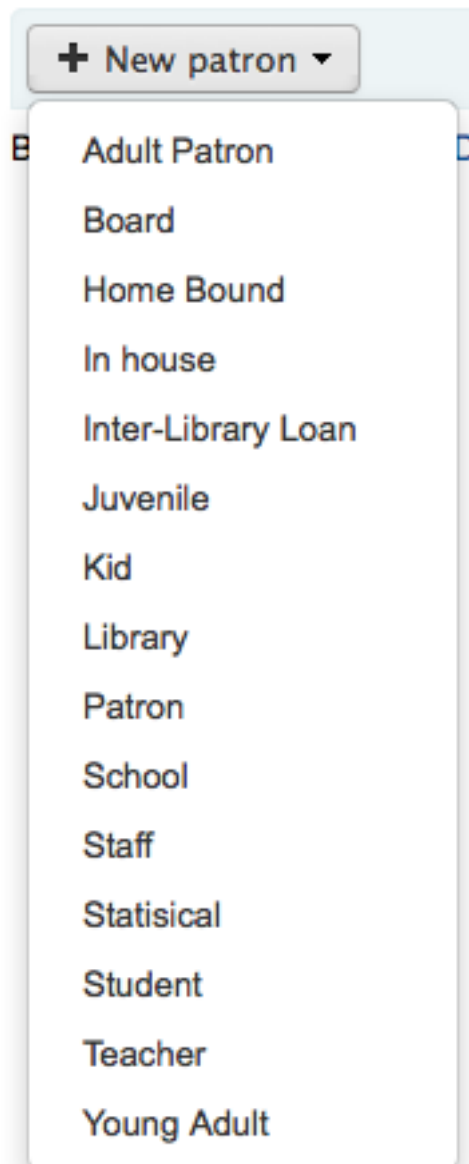 + New patron
Adult Patron
Board
Home Bound
In house
Inter-Library Loan
Juvenile
Kid
Library
Patron
School
Staff
Statisical
Student
Teacher
Young Adult